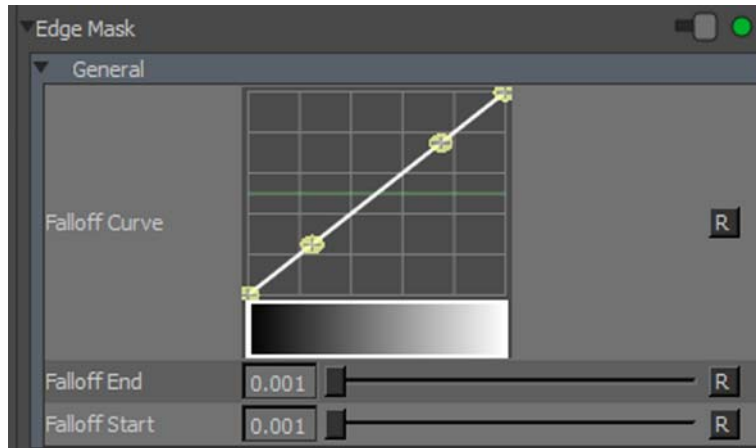 Edge Mask
General
Falloff Curve R
Falloff End 0.001 R
Falloff Start 0.001 R